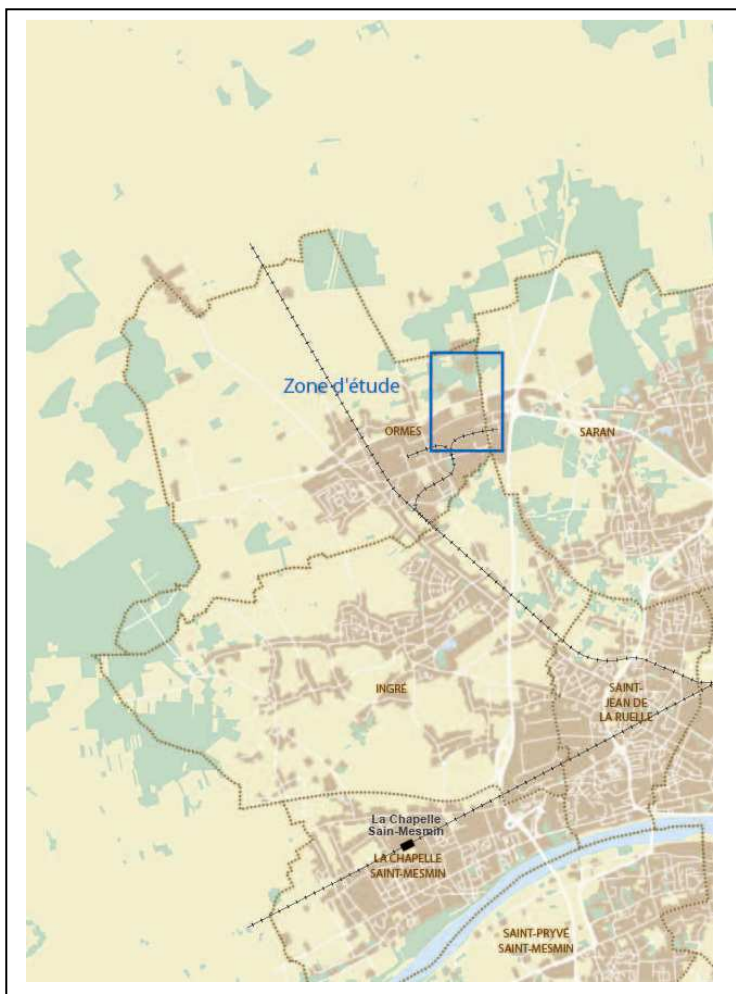 Zone d'étude
ORMES
SARAN
INGRÉ
SAINT-
JEAN DE
LA RUELLE
La Chapelle
Sain-Mesmin
LA CHAPELLE
SAINT-MESMIN
SAINT-PRYVÉ
SAINT-MESMIN